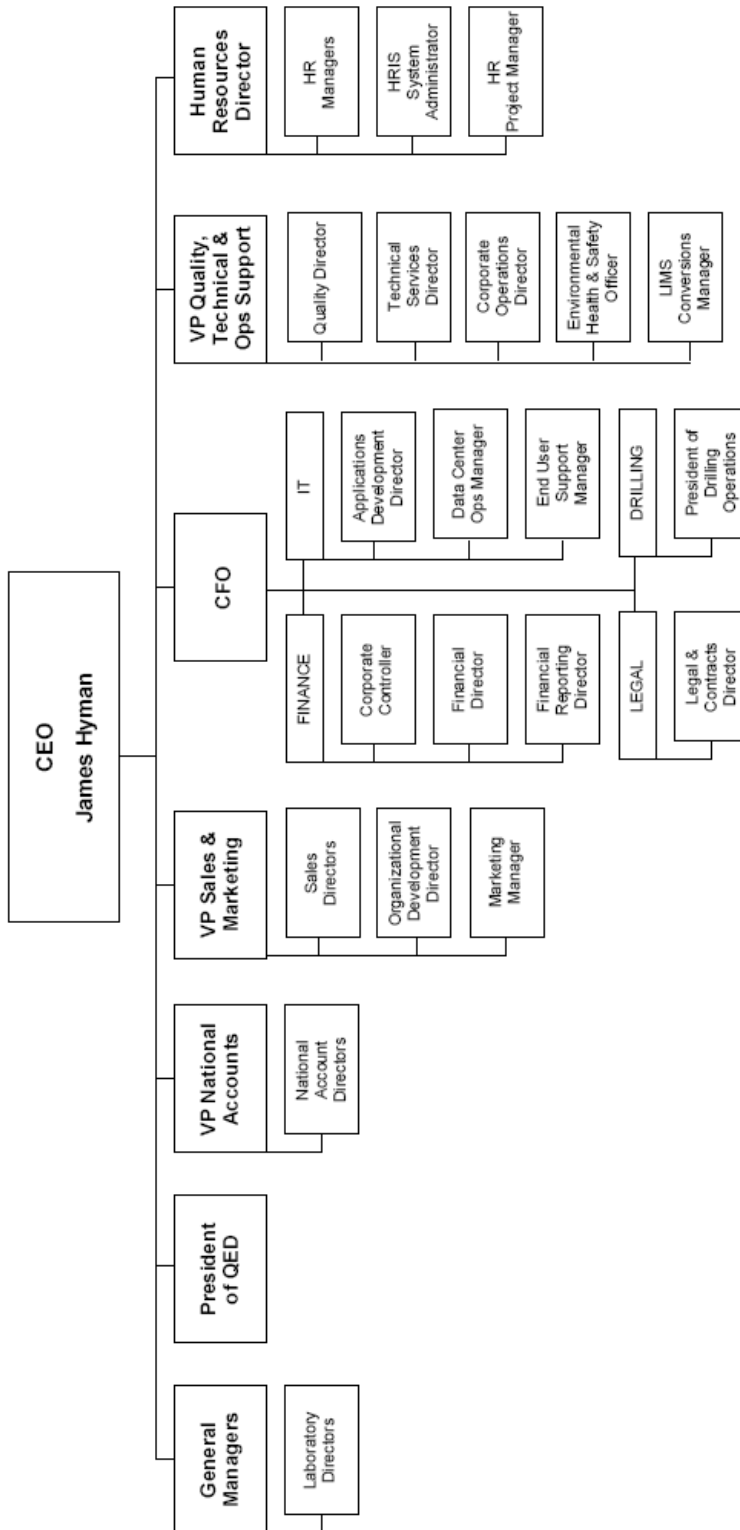 CEO
James Hyman
General
Managers
Laboratory
Directors
President
of QED
VP National
Accounts
National
Account
Directors
VP Sales &
Marketing
Sales
Directors
Organizational
Development
Director
Marketing
Manager
CFO
FINANCE
Corporate
Controller
Financial
Director
Financial
Reporting
Director
IT
Applications
Development
Director
Data Center
Ops Manager
End User
Support
Manager
LEGAL
Legal &
Contracts
Director
DRILLING
President of
Drilling
Operations
VP Quality,
Technical &
Ops Support
Quality Director
Technical
Services
Director
Corporate
Operations
Director
Environmental
Health & Safety
Officer
LIMS
Conversions
Manager
Human
Resources
Director
HR
Managers
HRIS
System
Administrator
HR
Project Manager